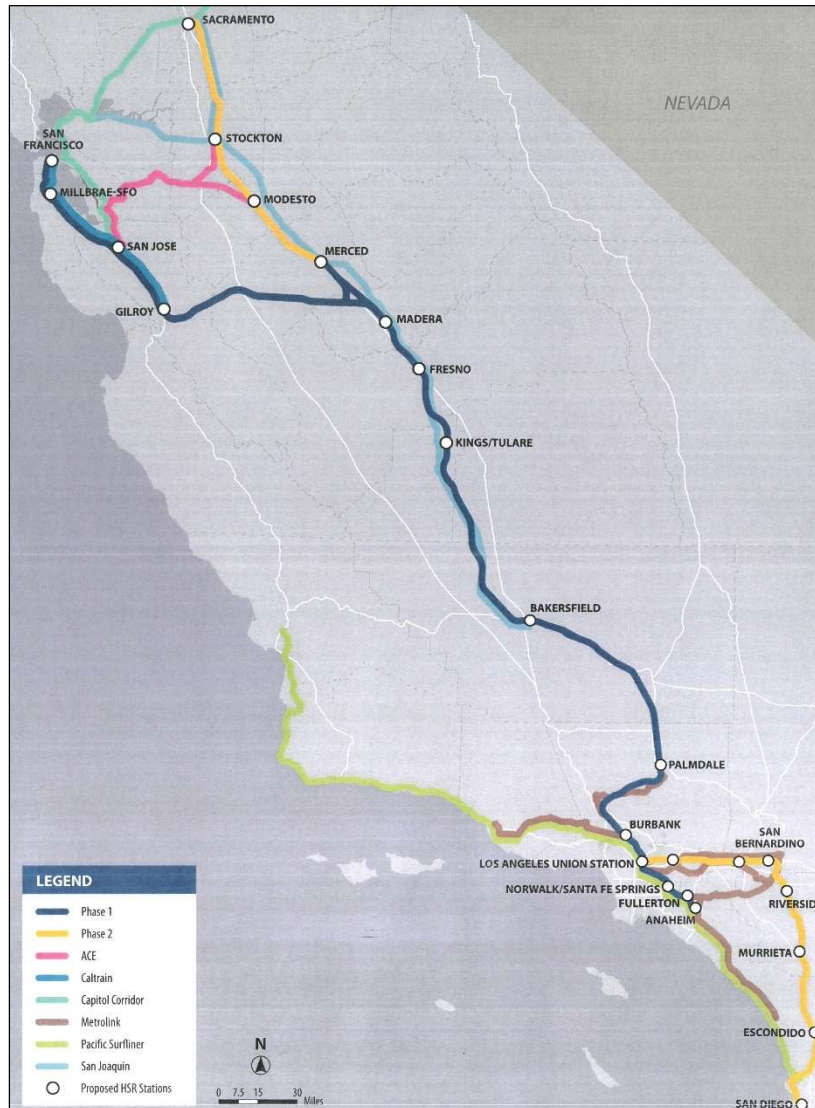 SACRAMENTO
NEVADA
SAN
FRANCISCO
STOCKTON
MILLBRAE-SFO
MODESTO
SAN JOSE
MERCED
GILROY
MADERA
FRESNO
KINGS/TULARE
BAKERSFIELD
PALMDALE
BURBANK
SAN
BERNARDINO
LOS ANGELES UNION STATION
NORWALK/SANTA FE SPRINGS
RIVERSID
FULLERTON
ANAHEIM
MURRIETA
ESCONDIDO
SAN DIEGO
LEGEND
Phase 1
Phase 2
ACE
Caltrain
Capitol Corridor
Metrolink
Pacific Surfliner
San Joaquin
Proposed HSR Stations
N
0 7.5 15 30
Miles